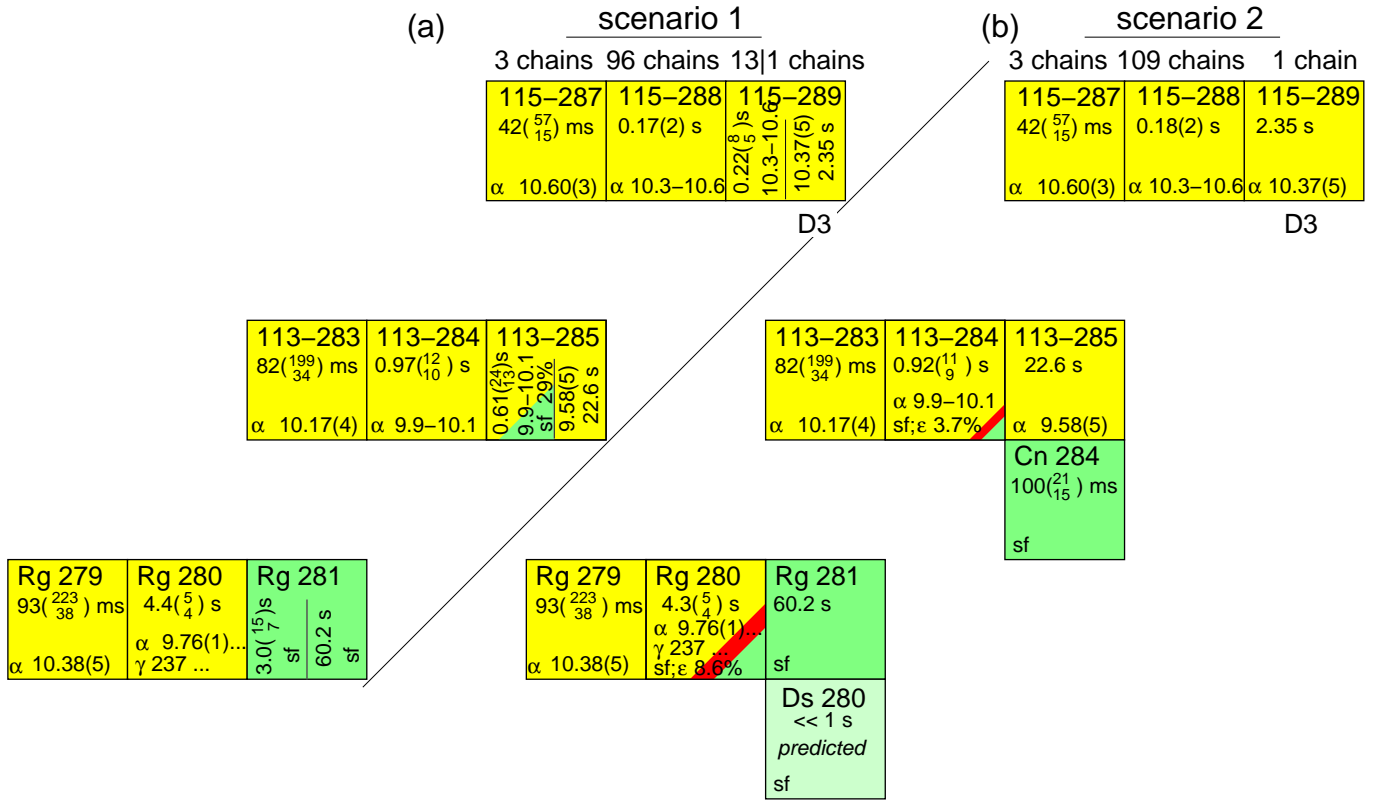 (a)
scenario 1
3 chains 96 chains 13|1 chains
115–287
42(57 15) ms
α 10.60(3)
115–288
0.17(2) s
α 10.3–10.6
115–289
0.22(8 5)s
10.3–10.6
10.37(5)
2.35 s
D3
113–283
82(199 34) ms
α 10.17(4)
113–284
0.97(12 10) s
α 9.9–10.1
113–285
0.61(24 13)s
9.9–10.1
sf 29%
9.58(5)
22.6 s
Rg 279
93(223 38) ms
α 10.38(5)
Rg 280
4.4(5 4) s
α 9.76(1)...
γ 237 ...
Rg 281
3.0(15 7)s
sf
60.2 s
sf
(b)
scenario 2
3 chains 109 chains 1 chain
115–287
42(57 15) ms
α 10.60(3)
115–288
0.18(2) s
α 10.3–10.6
115–289
2.35 s
α 10.37(5)
D3
113–283
82(199 34) ms
α 10.17(4)
113–284
0.92(11 9) s
α 9.9–10.1
sf;ε 3.7%
113–285
22.6 s
α 9.58(5)
Cn 284
100(21 15) ms
sf
Rg 279
93(223 38) ms
α 10.38(5)
Rg 280
4.3(5 4) s
α 9.76(1)...
γ 237 ...
sf;ε 8.6%
Rg 281
60.2 s
sf
Ds 280
<< 1 s
predicted
sf